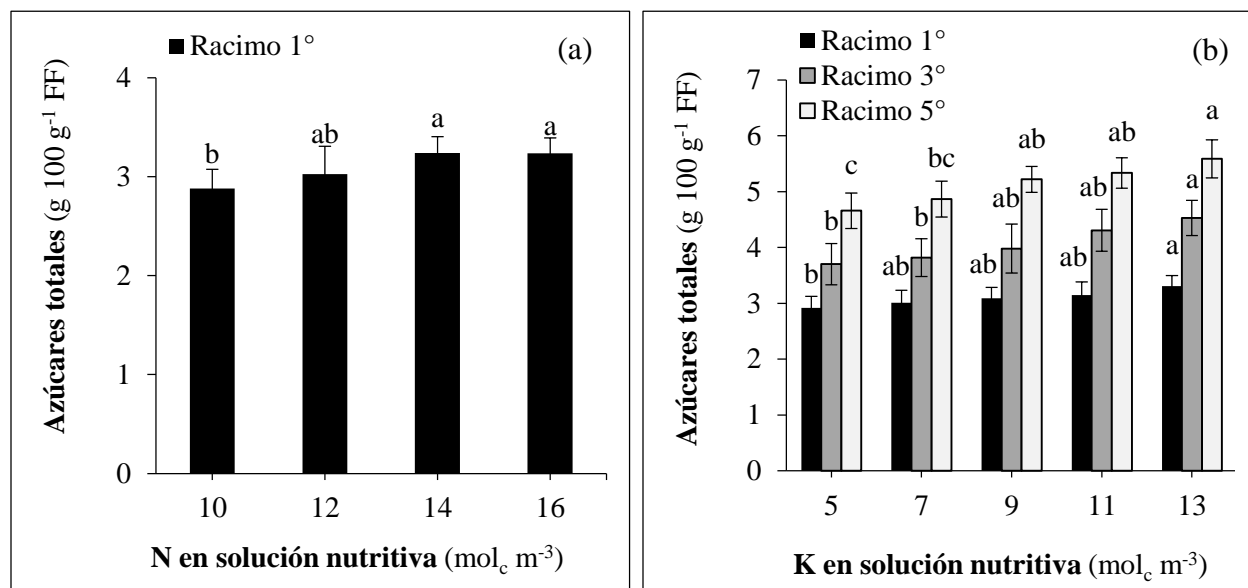 Racimo 1°
(a)
Azúcares totales (g 100 g-1 FF)
4
3
2
1
0
b
ab
a
a
10 12 14 16
N en solución nutritiva (molc m-3)
Racimo 1°
Racimo 3°
Racimo 5°
(b)
Azúcares totales (g 100 g-1 FF)
7
6
5
4
3
2
1
0
b b c
ab b bc
ab ab ab
ab ab ab
a a a
5 7 9 11 13
K en solución nutritiva (molc m-3)